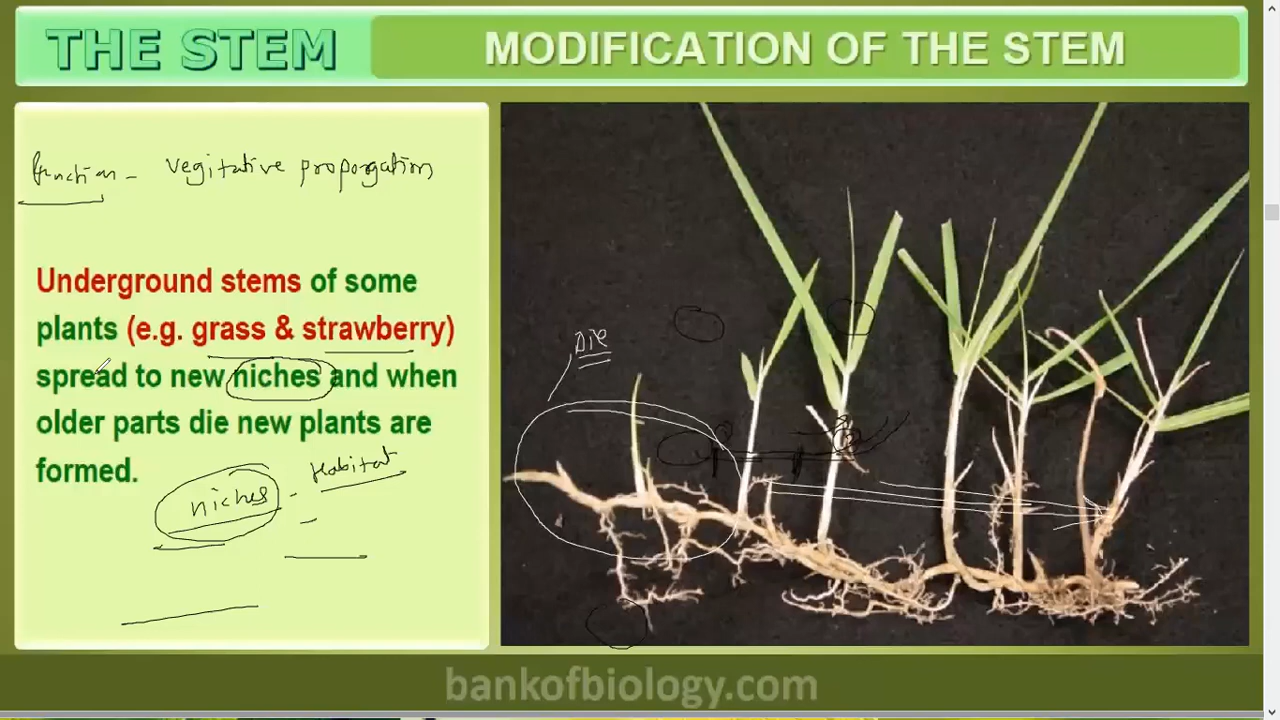 THE STEM
MODIFICATION OF THE STEM
function - vegitative proporgation
Underground stems of some
plants (e.g. grass & strawberry)
spread to new niches and when
older parts die new plants are
formed.
niches - Habitat
Die
bankofbiology.com